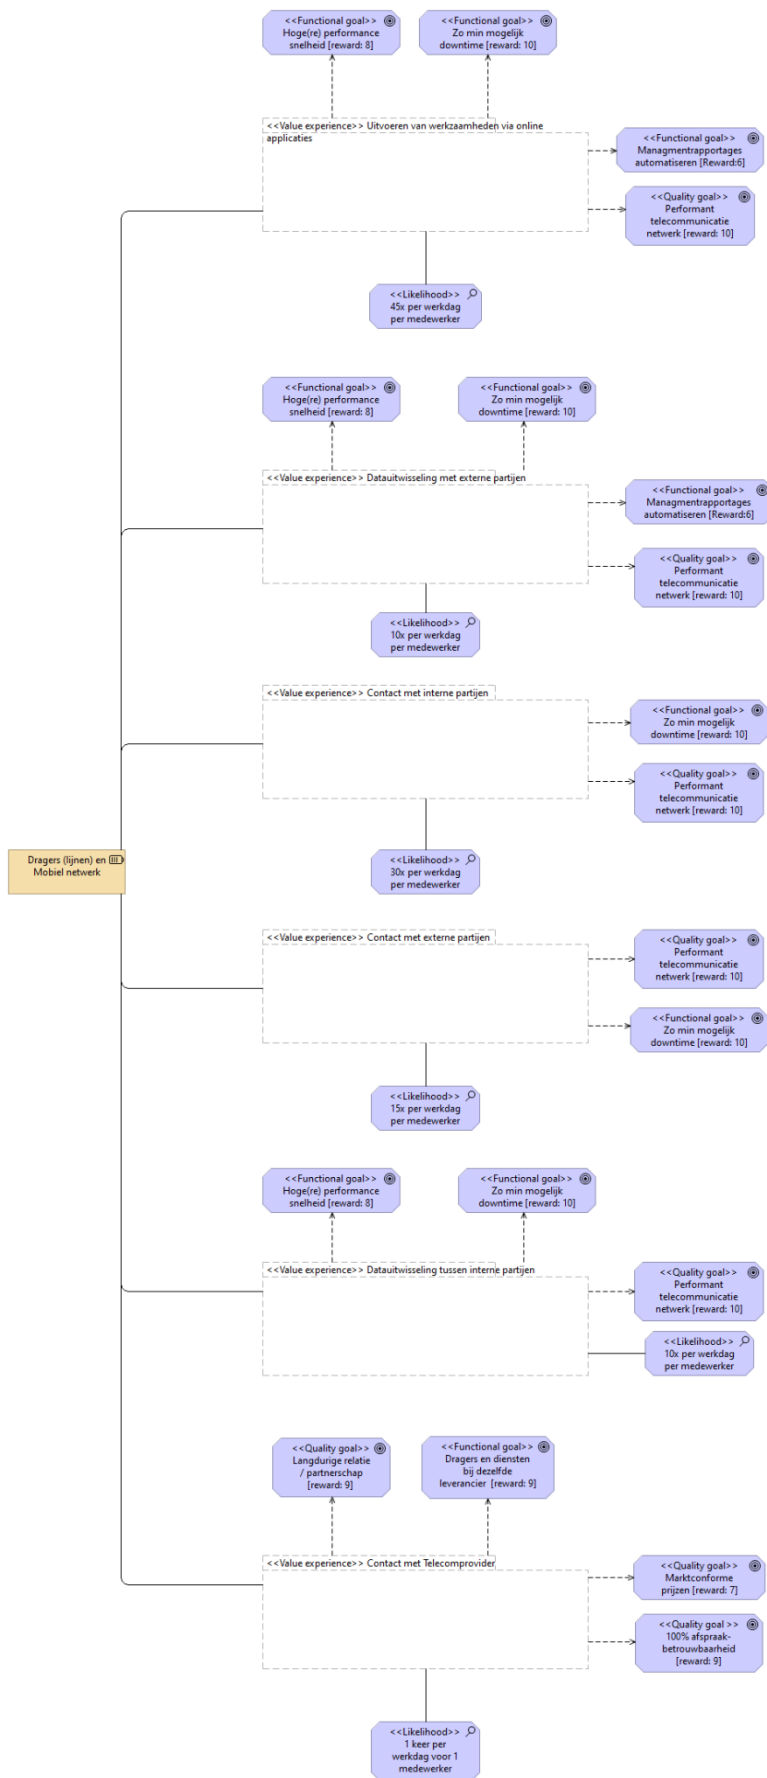 <<Functional goal>>
Hoge(re) performance
snelheid [reward: 8]
<<Functional goal>>
Zo min mogelijk
downtime [reward: 10]
<<Value experience>> Uitvoeren van werkzaamheden via online
applicaties
<<Functional goal>>
Managmentrapportages
automatiseren [Reward:6]
<<Quality goal>>
Performant
telecommunicatie
netwerk [reward: 10]
<<Likelihood>>
45x per werkdag
per medewerker
<<Functional goal>>
Hoge(re) performance
snelheid [reward: 8]
<<Functional goal>>
Zo min mogelijk
downtime [reward: 10]
<<Value experience>> Datauitwisseling met externe partijen
<<Functional goal>>
Managmentrapportages
automatiseren [Reward:6]
<<Quality goal>>
Performant
telecommunicatie
netwerk [reward: 10]
<<Likelihood>>
10x per werkdag
per medewerker
<<Value experience>> Contact met interne partijen
<<Functional goal>>
Zo min mogelijk
downtime [reward: 10]
<<Quality goal>>
Performant
telecommunicatie
netwerk [reward: 10]
<<Likelihood>>
30x per werkdag
per medewerker
Dragers (lijnen) en
Mobiel netwerk
<<Value experience>> Contact met externe partijen
<<Quality goal>>
Performant
telecommunicatie
netwerk [reward: 10]
<<Functional goal>>
Zo min mogelijk
downtime [reward: 10]
<<Likelihood>>
15x per werkdag
per medewerker
<<Functional goal>>
Hoge(re) performance
snelheid [reward: 8]
<<Functional goal>>
Zo min mogelijk
downtime [reward: 10]
<<Value experience>> Datauitwisseling tussen interne partijen
<<Quality goal>>
Performant
telecommunicatie
netwerk [reward: 10]
<<Likelihood>>
10x per werkdag
per medewerker
<<Quality goal>>
Langdurige relatie
/ partnerschap
[reward: 9]
<<Functional goal>>
Dragers en diensten
bij dezelfde
leverancier [reward: 9]
<<Value experience>> Contact met Telecomprovider
<<Quality goal>>
Marktconforme
prijzen [reward: 7]
<<Quality goal >>
100% afspraak-
betrouwbaarheid
[reward: 9]
<<Likelihood>>
1 keer per
werkdag voor 1
medewerker